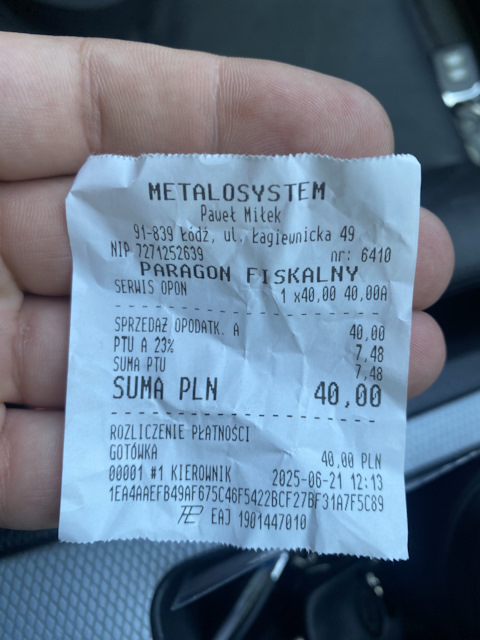 METALOSYSTEM
Paweł Miłek
91-839 Łódź, ul. Łagiewnicka 49
NIP 7271252639 nr: 6410
PARAGON FISKALNY
SERWIS OPON 1 x40,00 40,00A
SPRZEDAŻ OPODATK. A 40,00
PTU A 23% 7,48
SUMA PTU 7,48
SUMA PLN 40,00
ROZLICZENIE PŁATNOŚCI
GOTÓWKA 40,00 PLN
00001 #1 KIEROWNIK 2025-06-21 12:13
1EA4AAEFB49AF675C46F5422BCF27BF31A7F5C89
EAJ 1901447010